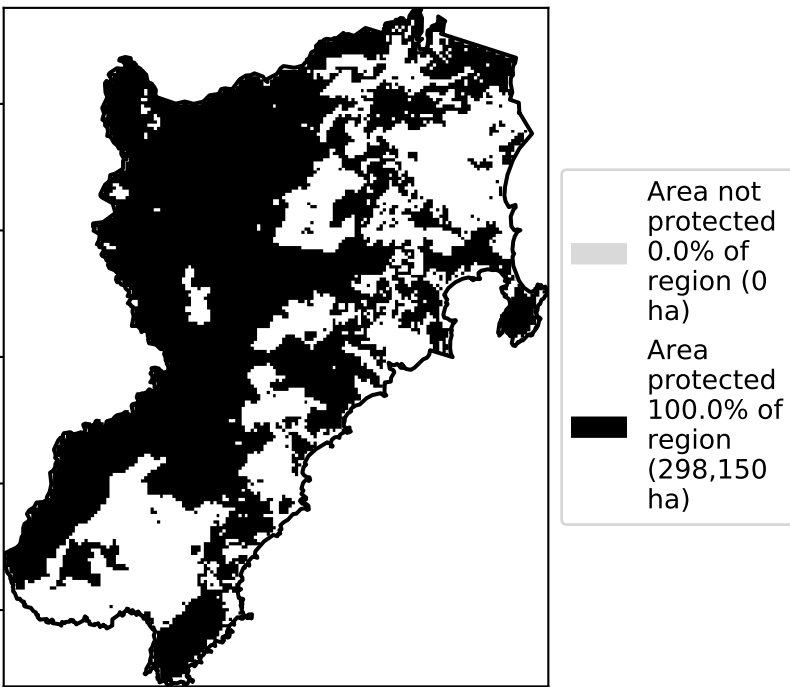 Area not
protected
0.0% of
region (0
ha)
Area
protected
100.0% of
region
(298,150
ha)